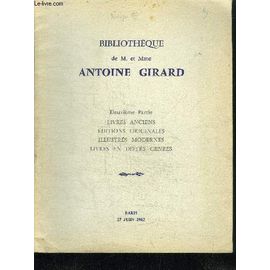 BIBLIOTHÈQUE
de M. et Mme
ANTOINE GIRARD
Deuxième Partie
LIVRES ANCIENS
ÉDITIONS ORIGINALES
ILLUSTRÉS MODERNES
LIVRES EN DIVERS GENRES
PARIS
27 JUIN 1962